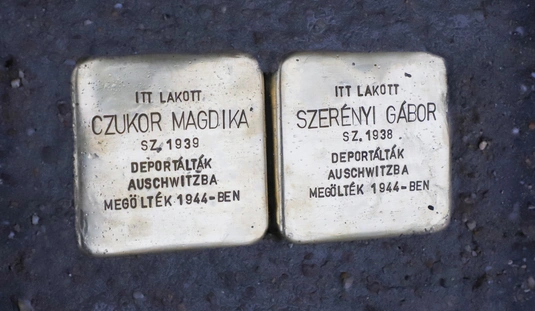 ITT LAKOTT
CZUKOR MAGDIKA
SZ. 1939
DEPORTÁLTÁK
AUSCHWITZBA
MEGÖLTÉK 1944-BEN
ITT LAKOTT
SZERÉNYI GÁBOR
SZ. 1938.
DEPORTÁLTÁK
AUSCHWITZBA
MEGÖLTÉK 1944-BEN